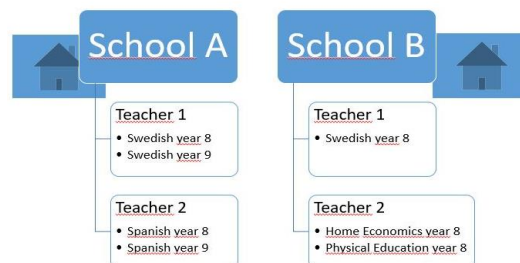 School A
Teacher 1
• Swedish year 8
• Swedish year 9
Teacher 2
• Spanish year 8
• Spanish year 9
School B
Teacher 1
• Swedish year 8
Teacher 2
• Home Economics year 8
• Physical Education year 8